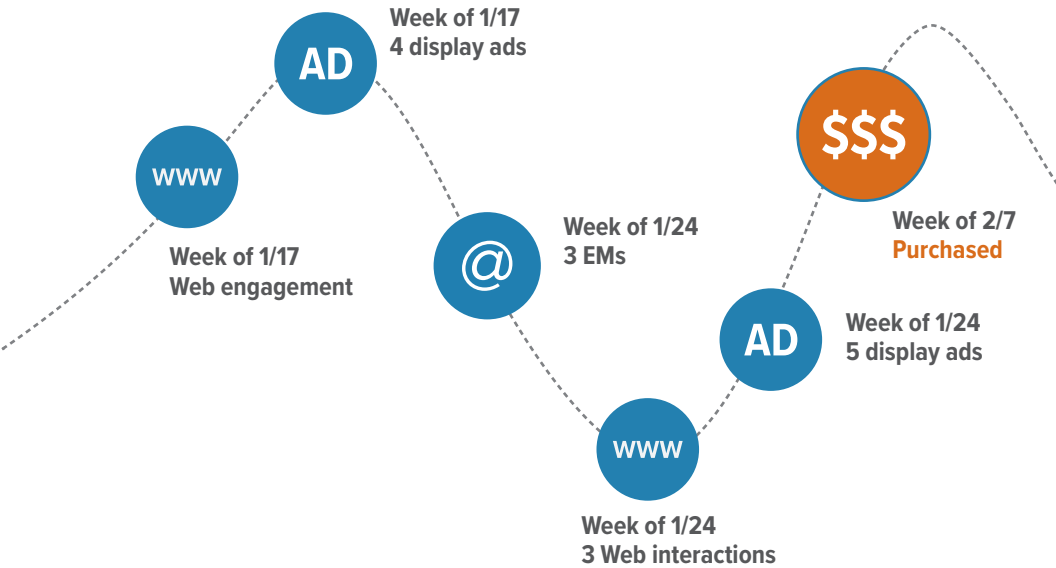 Week of 1/17
4 display ads
AD
www
Week of 1/17
Web engagement
@
Week of 1/24
3 EMs
www
Week of 1/24
3 Web interactions
AD
Week of 1/24
5 display ads
$$$
Week of 2/7
Purchased